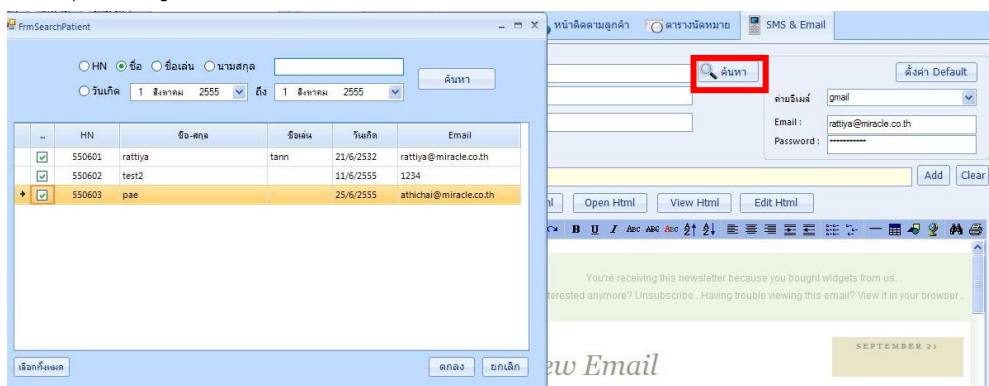 FrmSearchPatient
HN ชื่อ ชื่อเล่น นามสกุล
ค้นหา
วันเกิด 1 สิงหาคม 2555 ถึง 1 สิงหาคม 2555
... HN ชื่อ-สกุล ชื่อเล่น วันเกิด Email
550601 rattiya tann 21/6/2532 rattiya@miracle.co.th
550602 test2 11/6/2555 1234
550603 pae 25/6/2555 athichai@miracle.co.th
เลือกทั้งหมด ตกลง ยกเลิก
หน้าติดตามลูกค้า ตารางนัดหมาย SMS & Email
ค้นหา ตั้งค่า Default
ค่ายอีเมล์ gmail
Email : rattiya@miracle.co.th
Password :
Add Clear
Open Html View Html Edit Html
B U I ABC ABC ABC
You're receiving this newsletter because you bought widgets from us.
terested anymore? Unsubscribe . Having trouble viewing this email? View it in your browser .
SEPTEMBER 21
ew Email